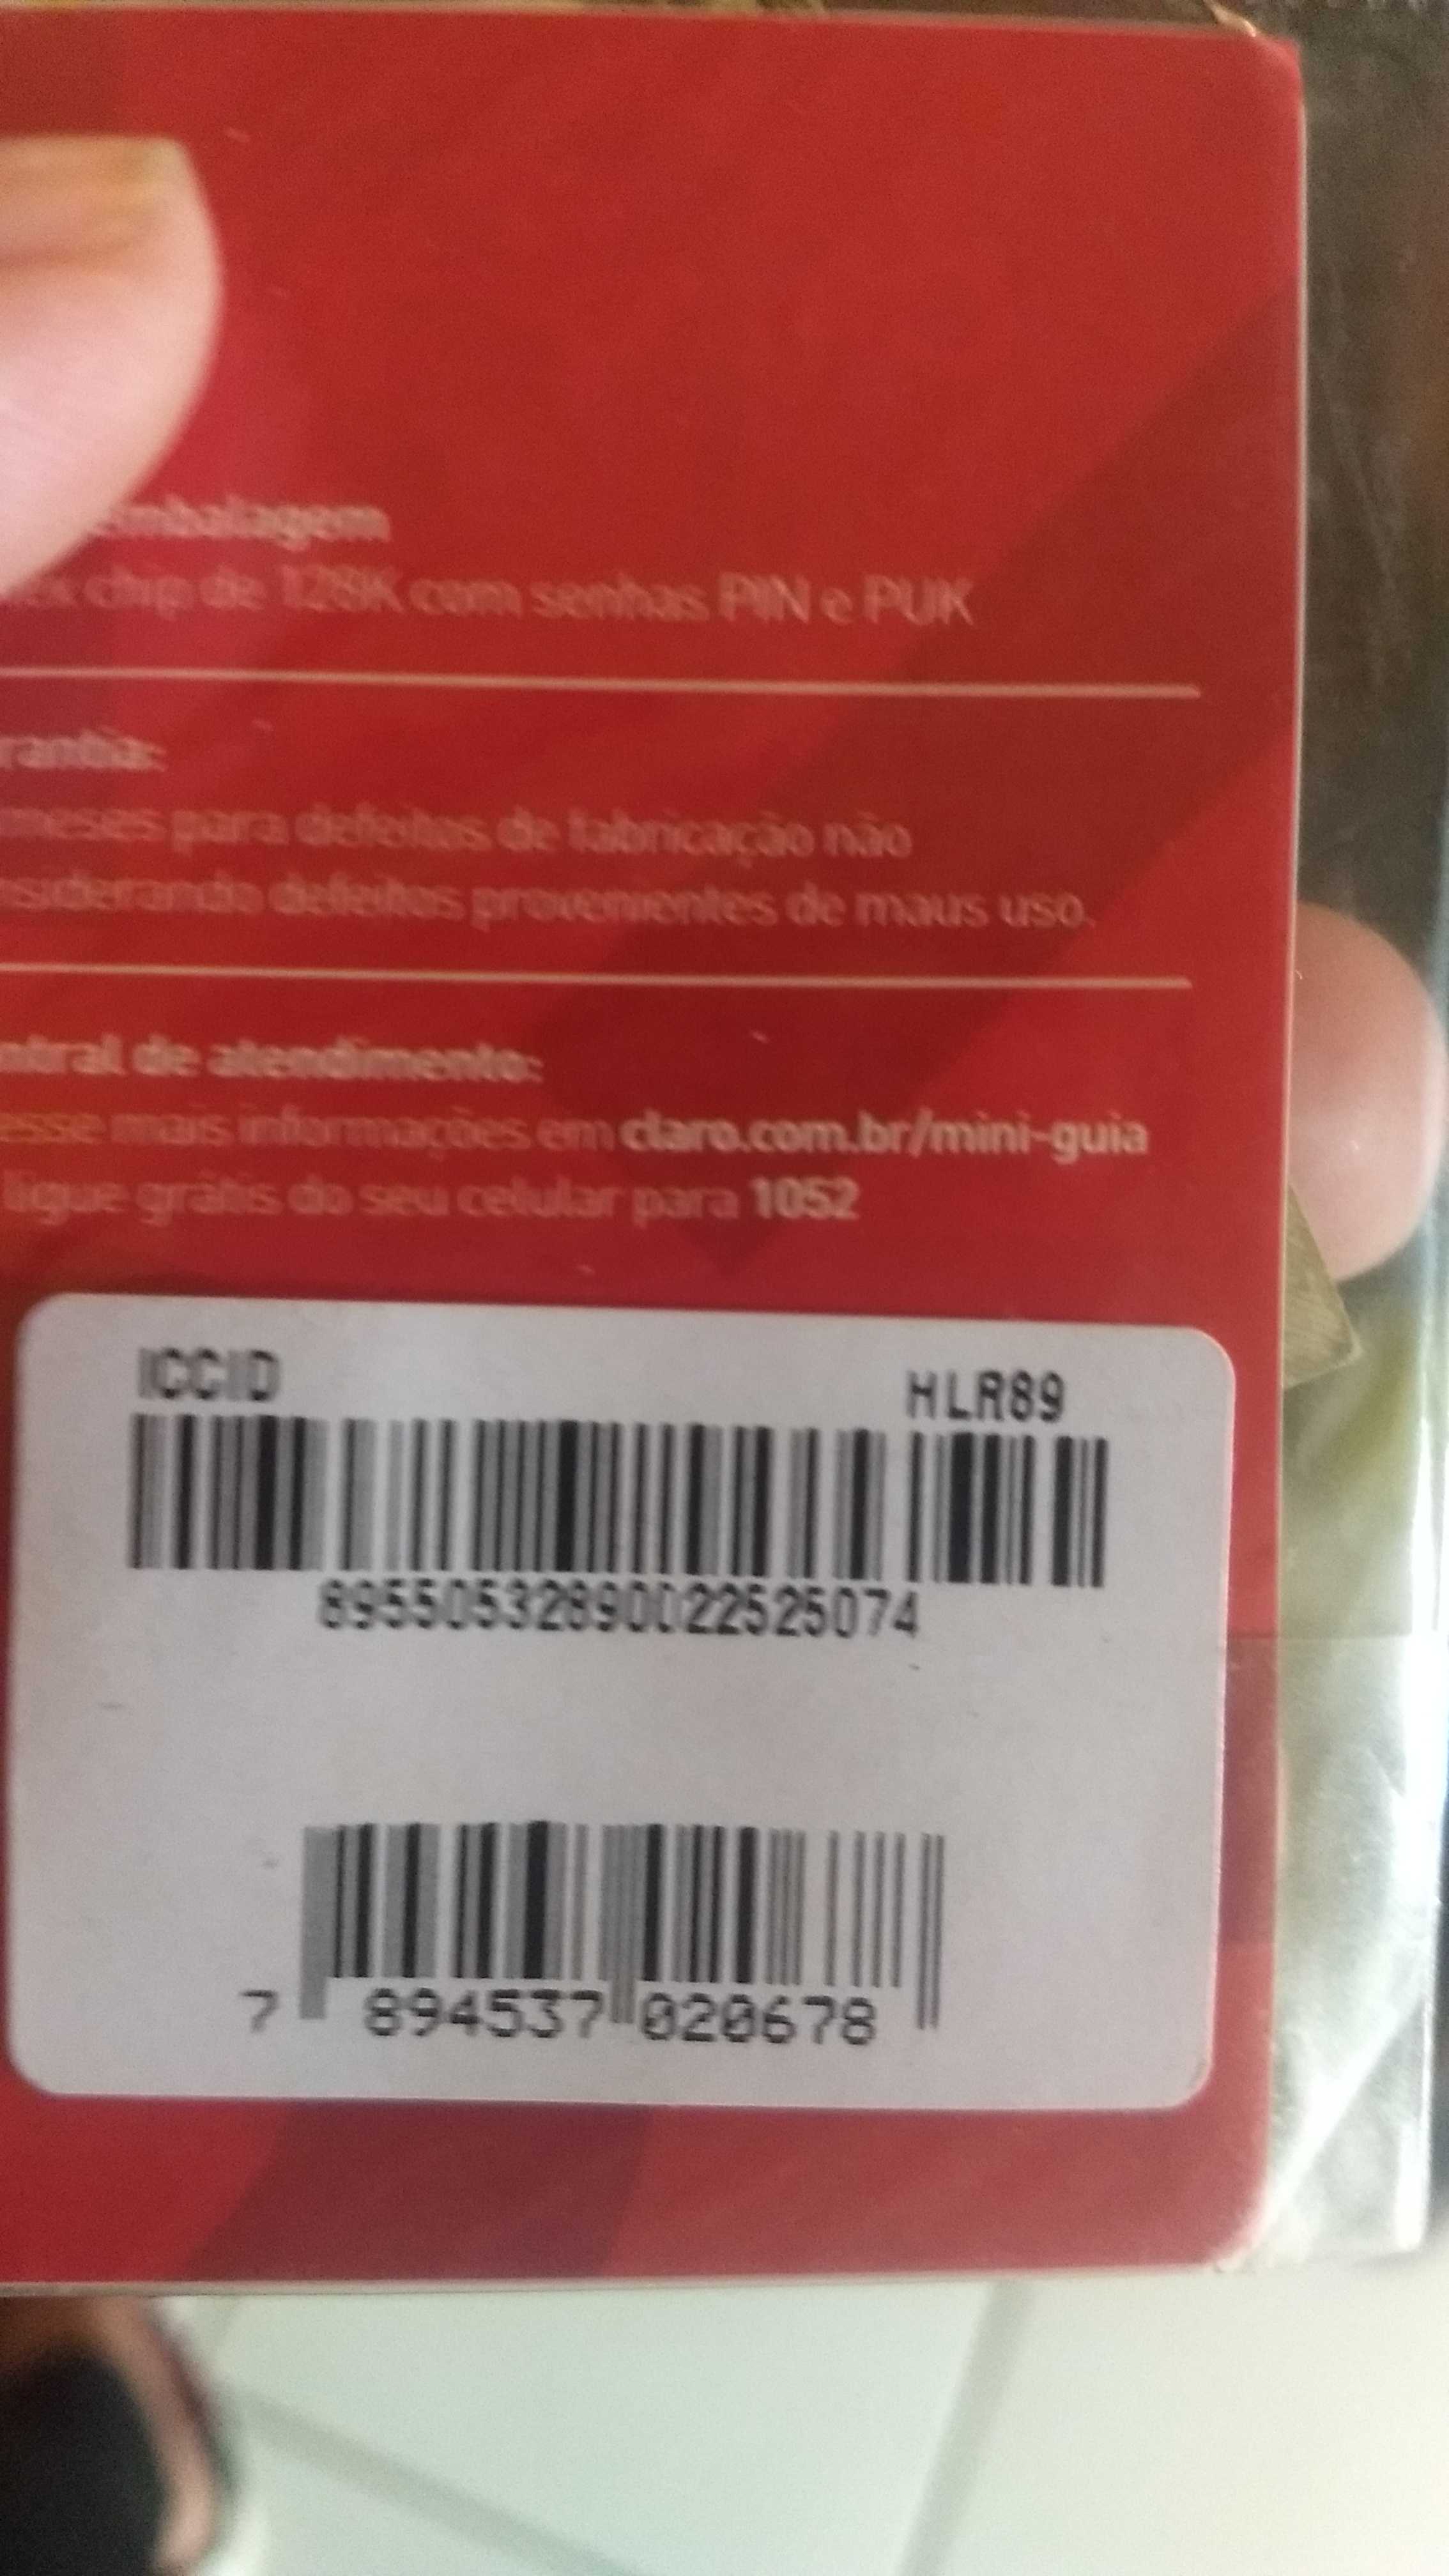 embalagem
chip de 128K com senhas PIN e PUK
rantia:
meses para defeitos de fabricação não
nsiderando defeitos provenientes de maus uso.
ntral de atendimento:
esse mais informações em claro.com.br/mini-guia
ligue grátis do seu celular para 1052
ICCID HLR89
89550532890022525074
7 894537 020678